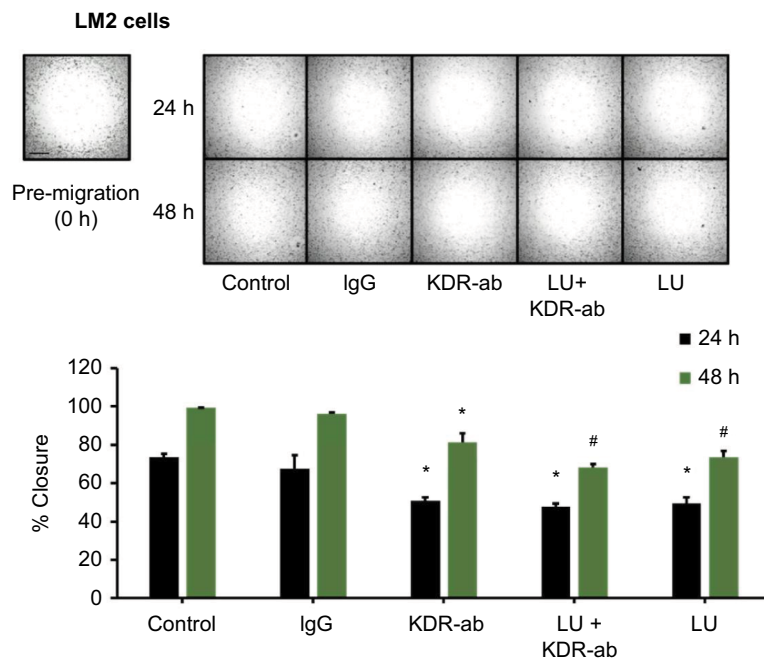 LM2 cells
24 h
Pre-migration
(0 h)
48 h
Control IgG KDR-ab LU+ LU
KDR-ab
24 h
48 h
120
100
80
60
40
20
0
% Closure
* * * # * #
Control IgG KDR-ab LU + LU
KDR-ab